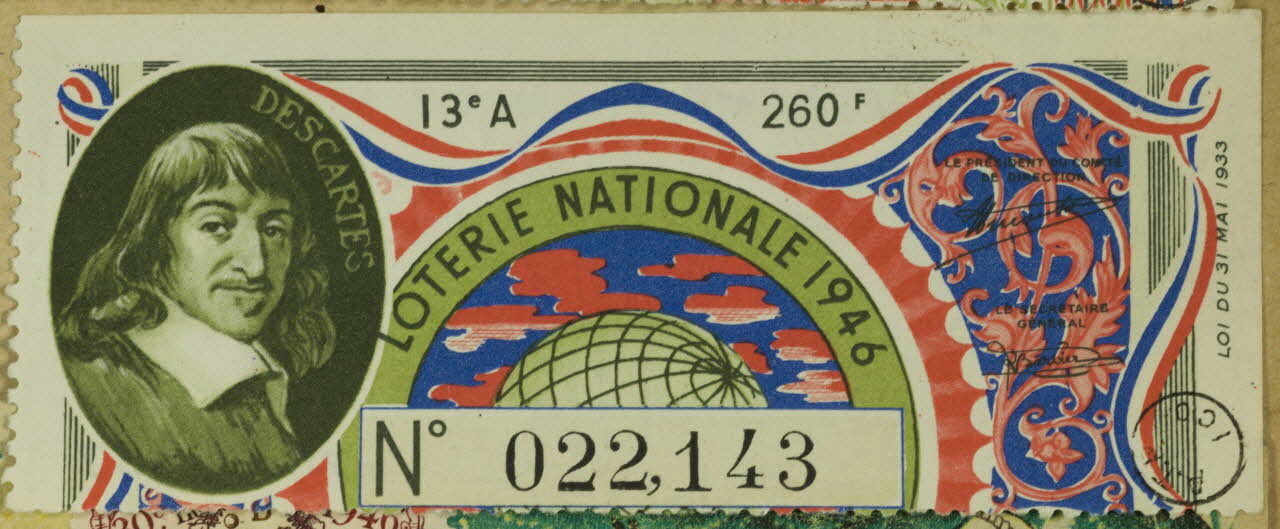 DESCARTES
13e A
260 F
LOTERIE NATIONALE 1946
N° 022,143
LE PRÉSIDENT DU COMITÉ
DE DIRECTION
LE SECRÉTAIRE
GÉNÉRAL
LOI DU 31 MAI 1933